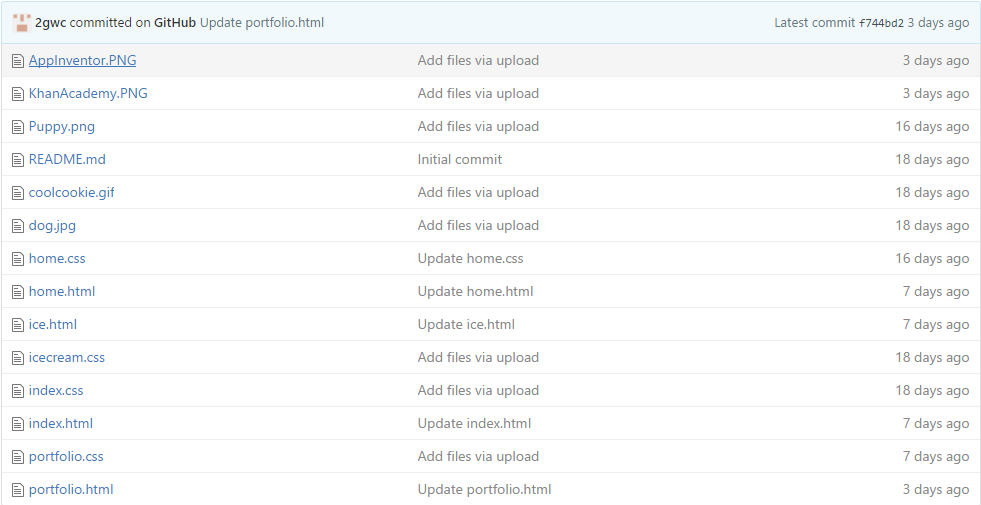 2gwc committed on GitHub Update portfolio.html Latest commit f744bd2 3 days ago
AppInventor.PNG Add files via upload 3 days ago
KhanAcademy.PNG Add files via upload 3 days ago
Puppy.png Add files via upload 16 days ago
README.md Initial commit 18 days ago
coolcookie.gif Add files via upload 18 days ago
dog.jpg Add files via upload 18 days ago
home.css Update home.css 16 days ago
home.html Update home.html 7 days ago
ice.html Update ice.html 7 days ago
icecream.css Add files via upload 18 days ago
index.css Add files via upload 18 days ago
index.html Update index.html 7 days ago
portfolio.css Add files via upload 7 days ago
portfolio.html Update portfolio.html 3 days ago